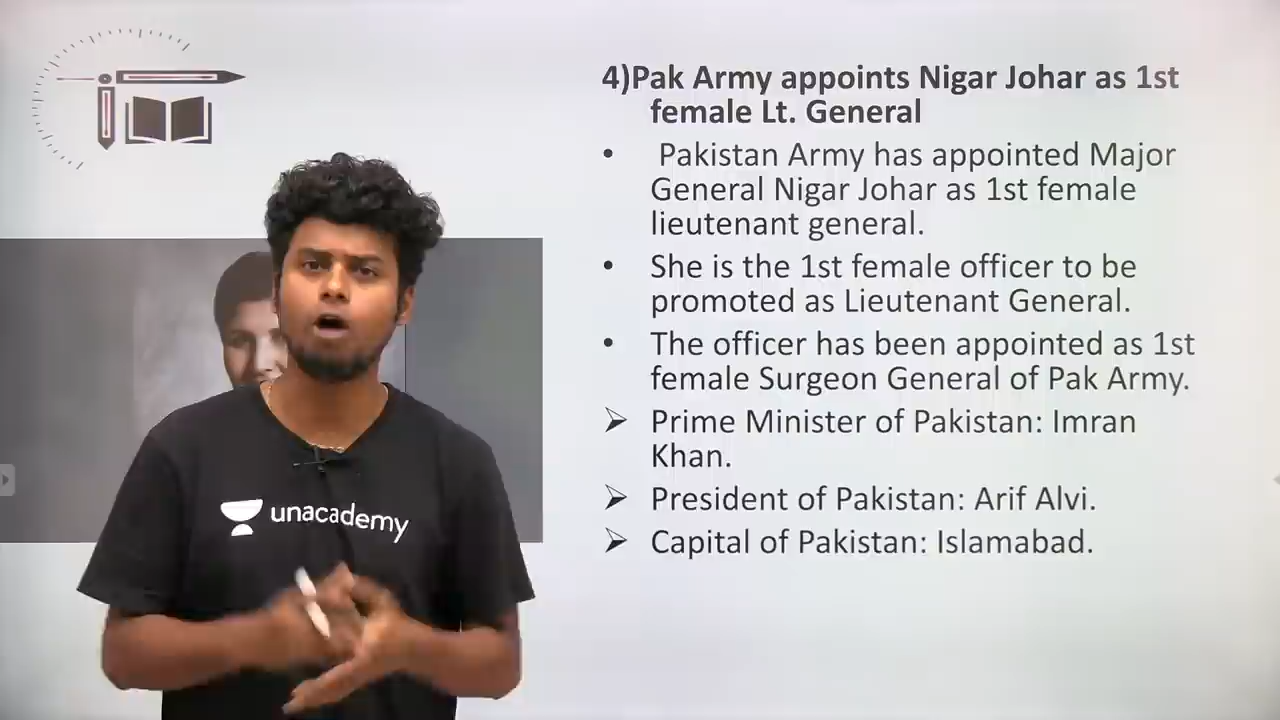 4)Pak Army appoints Nigar Johar as 1st
female Lt. General
• Pakistan Army has appointed Major
General Nigar Johar as 1st female
lieutenant general.
• She is the 1st female officer to be
promoted as Lieutenant General.
• The officer has been appointed as 1st
female Surgeon General of Pak Army.
➢ Prime Minister of Pakistan: Imran
Khan.
➢ President of Pakistan: Arif Alvi.
➢ Capital of Pakistan: Islamabad.
unacademy